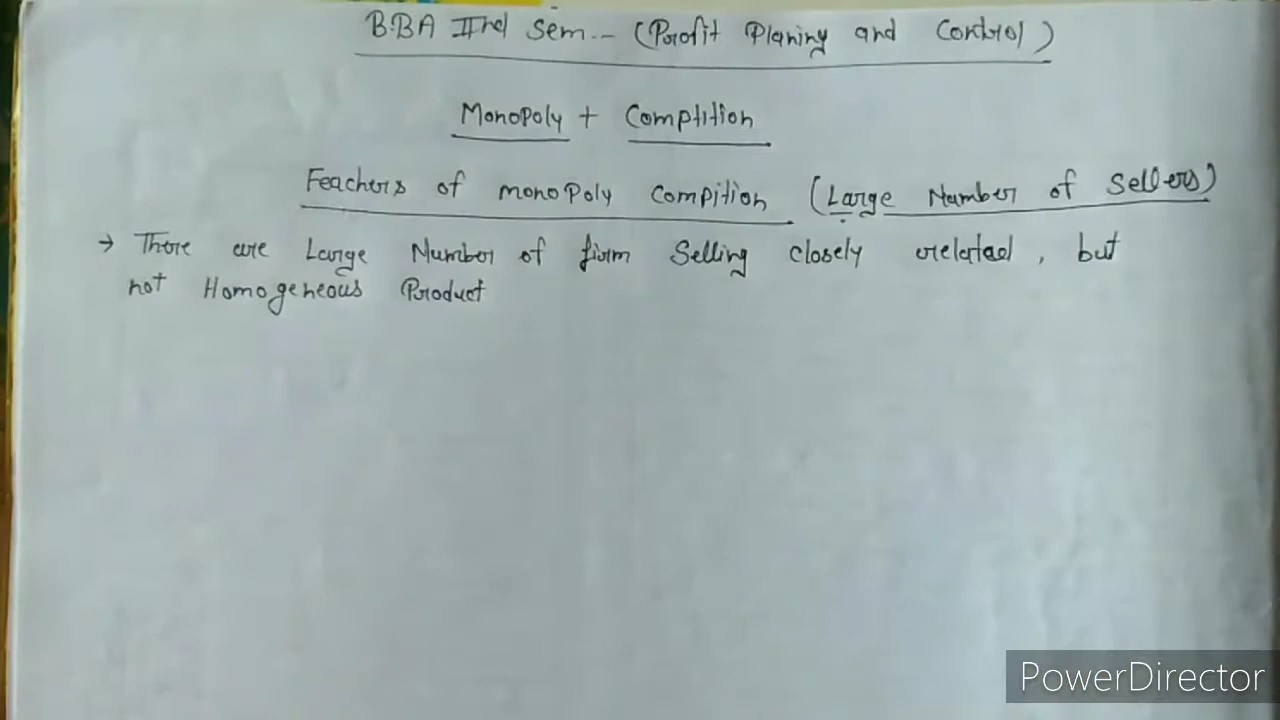 B.BA IInd Sem.- (Profit Planing and Control)
Monopoly + Comptition
Feachers of monopoly Compition (Large Number of Sellers)
→ There are Large Number of firm Selling closely related, but
not Homogeneous Product
PowerDirector